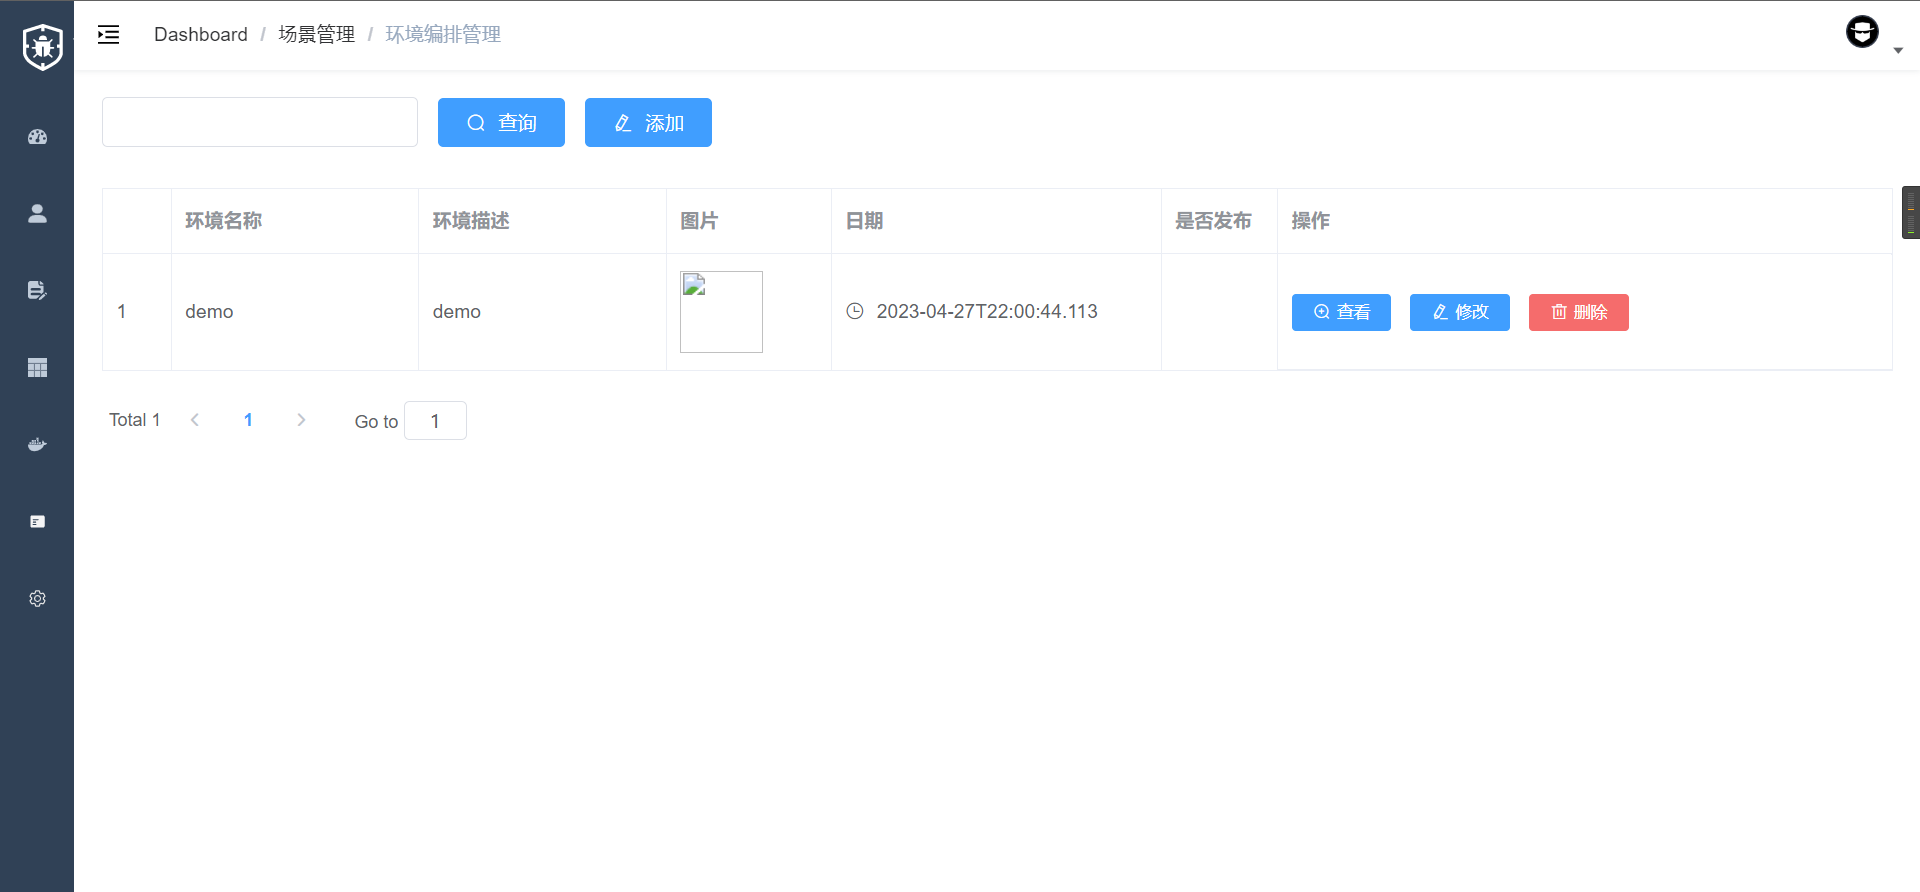 Dashboard / 场景管理 / 环境编排管理
查询 添加
环境名称 环境描述 图片 日期 是否发布 操作
1 demo demo 2023-04-27T22:00:44.113 查看 修改 删除
Total 1 1 Go to 1